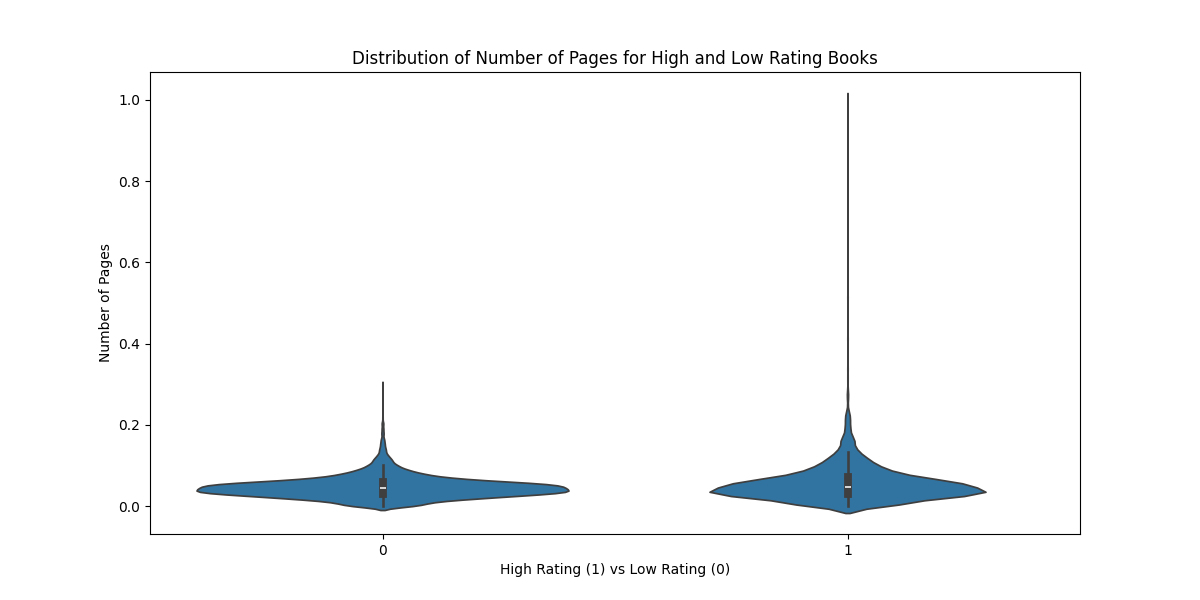 Distribution of Number of Pages for High and Low Rating Books
1.0
0.8
0.6
0.4
0.2
0.0
Number of Pages
0 1
High Rating (1) vs Low Rating (0)